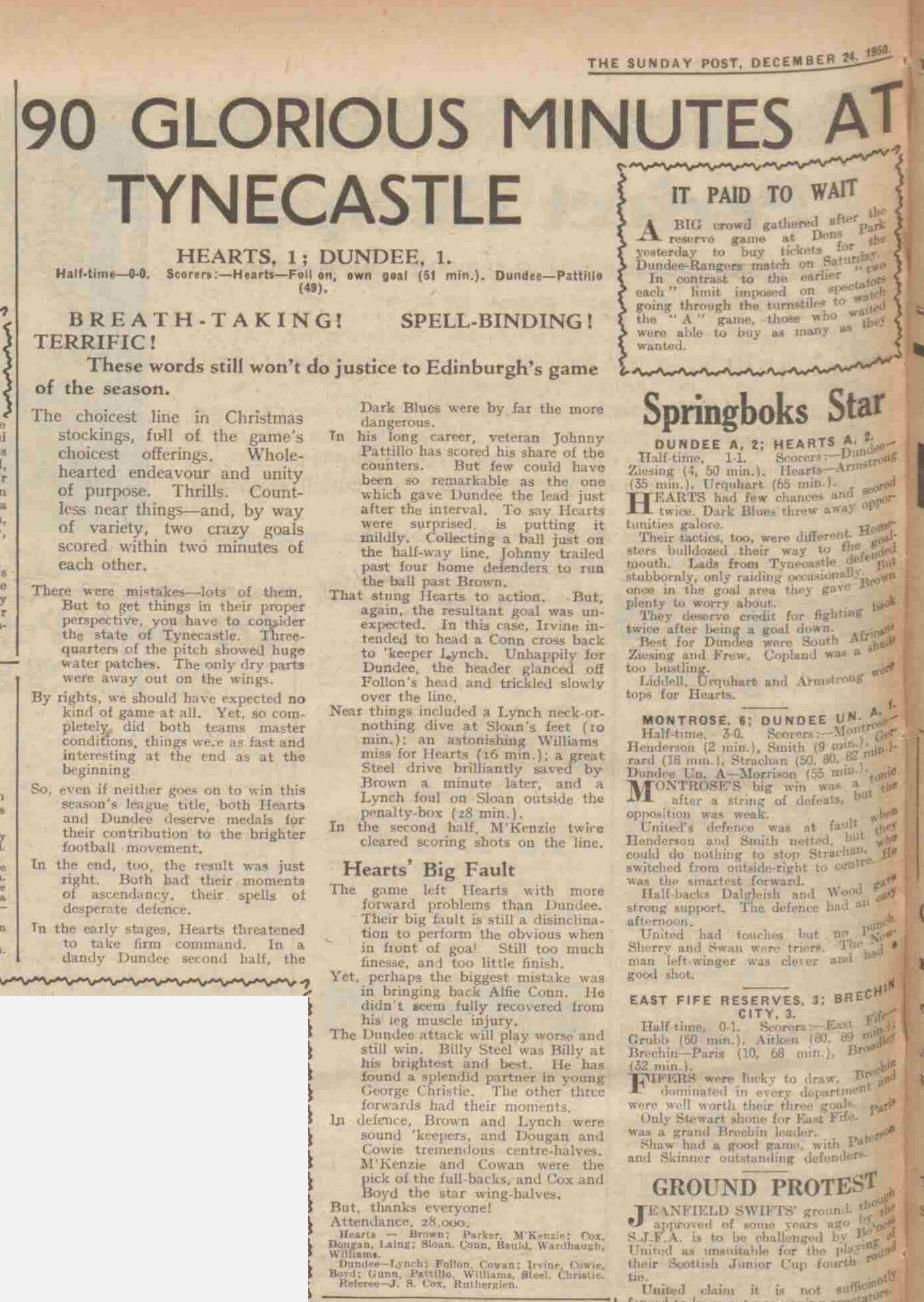 THE SUNDAY POST, DECEMBER 24, 1950.
90 GLORIOUS MINUTES AT
TYNECASTLE
HEARTS, 1; DUNDEE, 1.
Half-time—0-0. Scorers:—Hearts—Follon, own goal (51 min.). Dundee—Pattillo
(49).
BREATH-TAKING! SPELL-BINDING!
TERRIFIC!
These words still won't do justice to Edinburgh's game
of the season.
The choicest line in Christmas
stockings, full of the game's
choicest offerings. Whole-
hearted endeavour and unity
of purpose. Thrills. Count-
less near things—and, by way
of variety, two crazy goals
scored within two minutes of
each other.
There were mistakes—lots of them.
But to get things in their proper
perspective, you have to consider
the state of Tynecastle. Three-
quarters of the pitch showed huge
water patches. The only dry parts
were away out on the wings.
By rights, we should have expected no
kind of game at all. Yet, so com-
pletely did both teams master
conditions, things were as fast and
interesting at the end as at the
beginning
So, even if neither goes on to win this
season's league title, both Hearts
and Dundee deserve medals for
their contribution to the brighter
football movement.
In the end, too, the result was just
right. Both had their moments
of ascendancy, their spells of
desperate defence.
In the early stages, Hearts threatened
to take firm command. In a
dandy Dundee second half, the
Dark Blues were by far the more
dangerous.
In his long career, veteran Johnny
Pattillo has scored his share of the
counters. But few could have
been so remarkable as the one
which gave Dundee the lead just
after the interval. To say Hearts
were surprised is putting it
mildly. Collecting a ball just on
the half-way line, Johnny trailed
past four home defenders to run
the ball past Brown.
That stung Hearts to action. But,
again, the resultant goal was un-
expected. In this case, Irvine in-
tended to head a Conn cross back
to 'keeper Lynch. Unhappily for
Dundee, the header glanced off
Follon's head and trickled slowly
over the line.
Near things included a Lynch neck-or-
nothing dive at Sloan's feet (10
min.); an astonishing Williams
miss for Hearts (16 min.); a great
Steel drive brilliantly saved by
Brown a minute later, and a
Lynch foul on Sloan outside the
penalty-box (28 min.).
In the second half, M'Kenzie twice
cleared scoring shots on the line.
Hearts' Big Fault
The game left Hearts with more
forward problems than Dundee.
Their big fault is still a disinclina-
tion to perform the obvious when
in front of goal Still too much
finesse, and too little finish.
Yet, perhaps the biggest mistake was
in bringing back Alfie Conn. He
didn't seem fully recovered from
his leg muscle injury.
The Dundee attack will play worse and
still win. Billy Steel was Billy at
his brightest and best. He has
found a splendid partner in young
George Christie. The other three
forwards had their moments.
In defence, Brown and Lynch were
sound 'keepers, and Dougan and
Cowie tremendous centre-halves.
M'Kenzie and Cowan were the
pick of the full-backs, and Cox and
Boyd the star wing-halves.
But, thanks everyone!
Attendance, 28,000.
Hearts — Brown; Parker, M'Kenzie; Cox,
Dougan, Laing; Sloan, Conn, Bauld, Wardhaugh,
Williams.
Dundee—Lynch; Follon, Cowan; Irvine, Cowie,
Boyd; Gunn, Pattillo, Williams, Steel, Christie.
Referee—J. S. Cox, Rutherglen.
IT PAID TO WAIT
A BIG crowd gathered after the
reserve game at Dens Park
yesterday to buy tickets for the
Dundee-Rangers match on Saturday.
In contrast to the earlier "two
each" limit imposed on spectators
going through the turnstiles to watch
the "A" game, those who waited
were able to buy as many as they
wanted.
Springboks Star
DUNDEE A, 2; HEARTS A, 2.
Half-time, 1-1. Scorers:—Dundee—
Ziesing (4, 50 min.). Hearts—Armstrong
(35 min.). Urquhart (65 min.).
HEARTS had few chances and scored
twice. Dark Blues threw away oppor-
tunities galore.
Their tactics, too, were different. Home-
sters bulldozed their way to the goal-
mouth. Lads from Tynecastle defended
stubbornly, only raiding occasionally. But
once in the goal area they gave Brown
plenty to worry about.
They deserve credit for fighting back
twice after being a goal down.
Best for Dundee were South Africans
Ziesing and Frew. Copland was a shade
too bustling.
Liddell, Urquhart and Armstrong were
tops for Hearts.
MONTROSE, 6; DUNDEE UN. A, 1.
Half-time, 3-0. Scorers:—Montrose—
Henderson (2 min.), Smith (9 min.), Ger-
rard (18 min.), Strachan (50, 80, 82 min.).
Dundee Un. A—Morrison (55 min.).
MONTROSE'S big win was a tonic
after a string of defeats, but the
opposition was weak.
United's defence was at fault when
Henderson and Smith netted, but they
could do nothing to stop Strachan, who
switched from outside-right to centre. He
was the smartest forward.
Half-backs Dalgleish and Wood gave
strong support. The defence had an easy
afternoon.
United had touches but no punch.
Sherry and Swan were triers. The New-
man left-winger was clever and had a
good shot.
EAST FIFE RESERVES, 3; BRECHIN
CITY, 3.
Half-time, 0-1. Scorers:—East Fife—
Grubb (60 min.), Aitken (80, 89 min.).
Brechin—Paris (10, 68 min.), Broadley
(52 min.).
FIFERS were lucky to draw. Brechin
dominated in every department and
were well worth their three goals.
Only Stewart shone for East Fife. Paris
was a grand Brechin leader.
Shaw had a good game, with Paterson
and Skinner outstanding defenders.
GROUND PROTEST
JEANFIELD SWIFTS' ground, though
approved of some years ago by the
S.J.F.A. is to be challenged by Bo'ness
United as unsuitable for the playing of
their Scottish Junior Cup fourth round
tie.
United claim it is not sufficiently